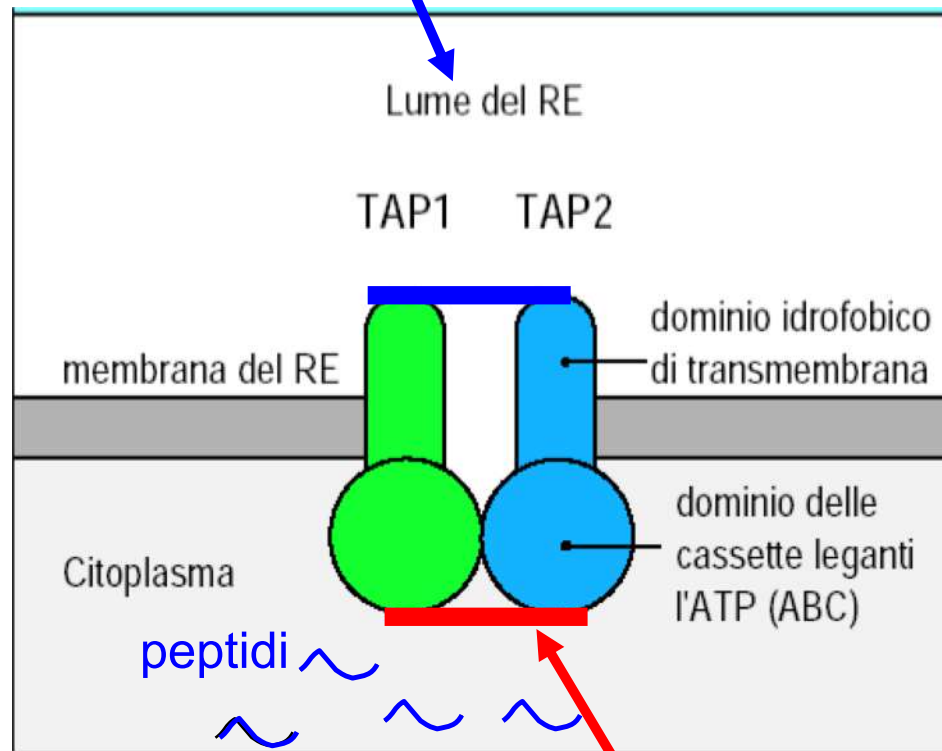 Lume del RE
TAP1 TAP2
dominio idrofobico
di transmembrana
membrana del RE
dominio delle
cassette leganti
l'ATP (ABC)
Citoplasma
peptidi